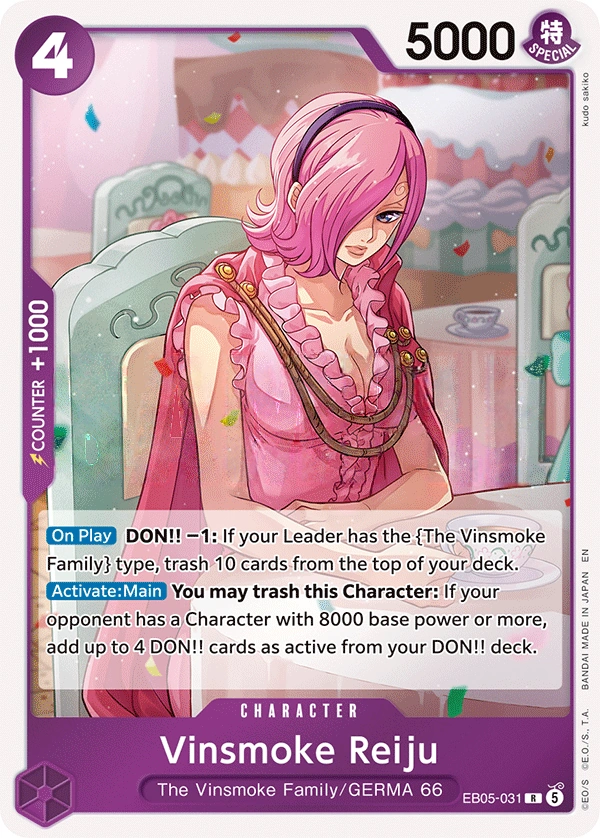 4
5000
特
SPECIAL
kudo sakiko
COUNTER +1000
On Play DON!! −1: If your Leader has the {The Vinsmoke
Family} type, trash 10 cards from the top of your deck.
Activate:Main You may trash this Character: If your
opponent has a Character with 8000 base power or more,
add up to 4 DON!! cards as active from your DON!! deck.
CHARACTER
Vinsmoke Reiju
The Vinsmoke Family/GERMA 66
EB05-031 R 5
©E.O/S ©E.O./S., T.A. BANDAI MADE IN JAPAN EN